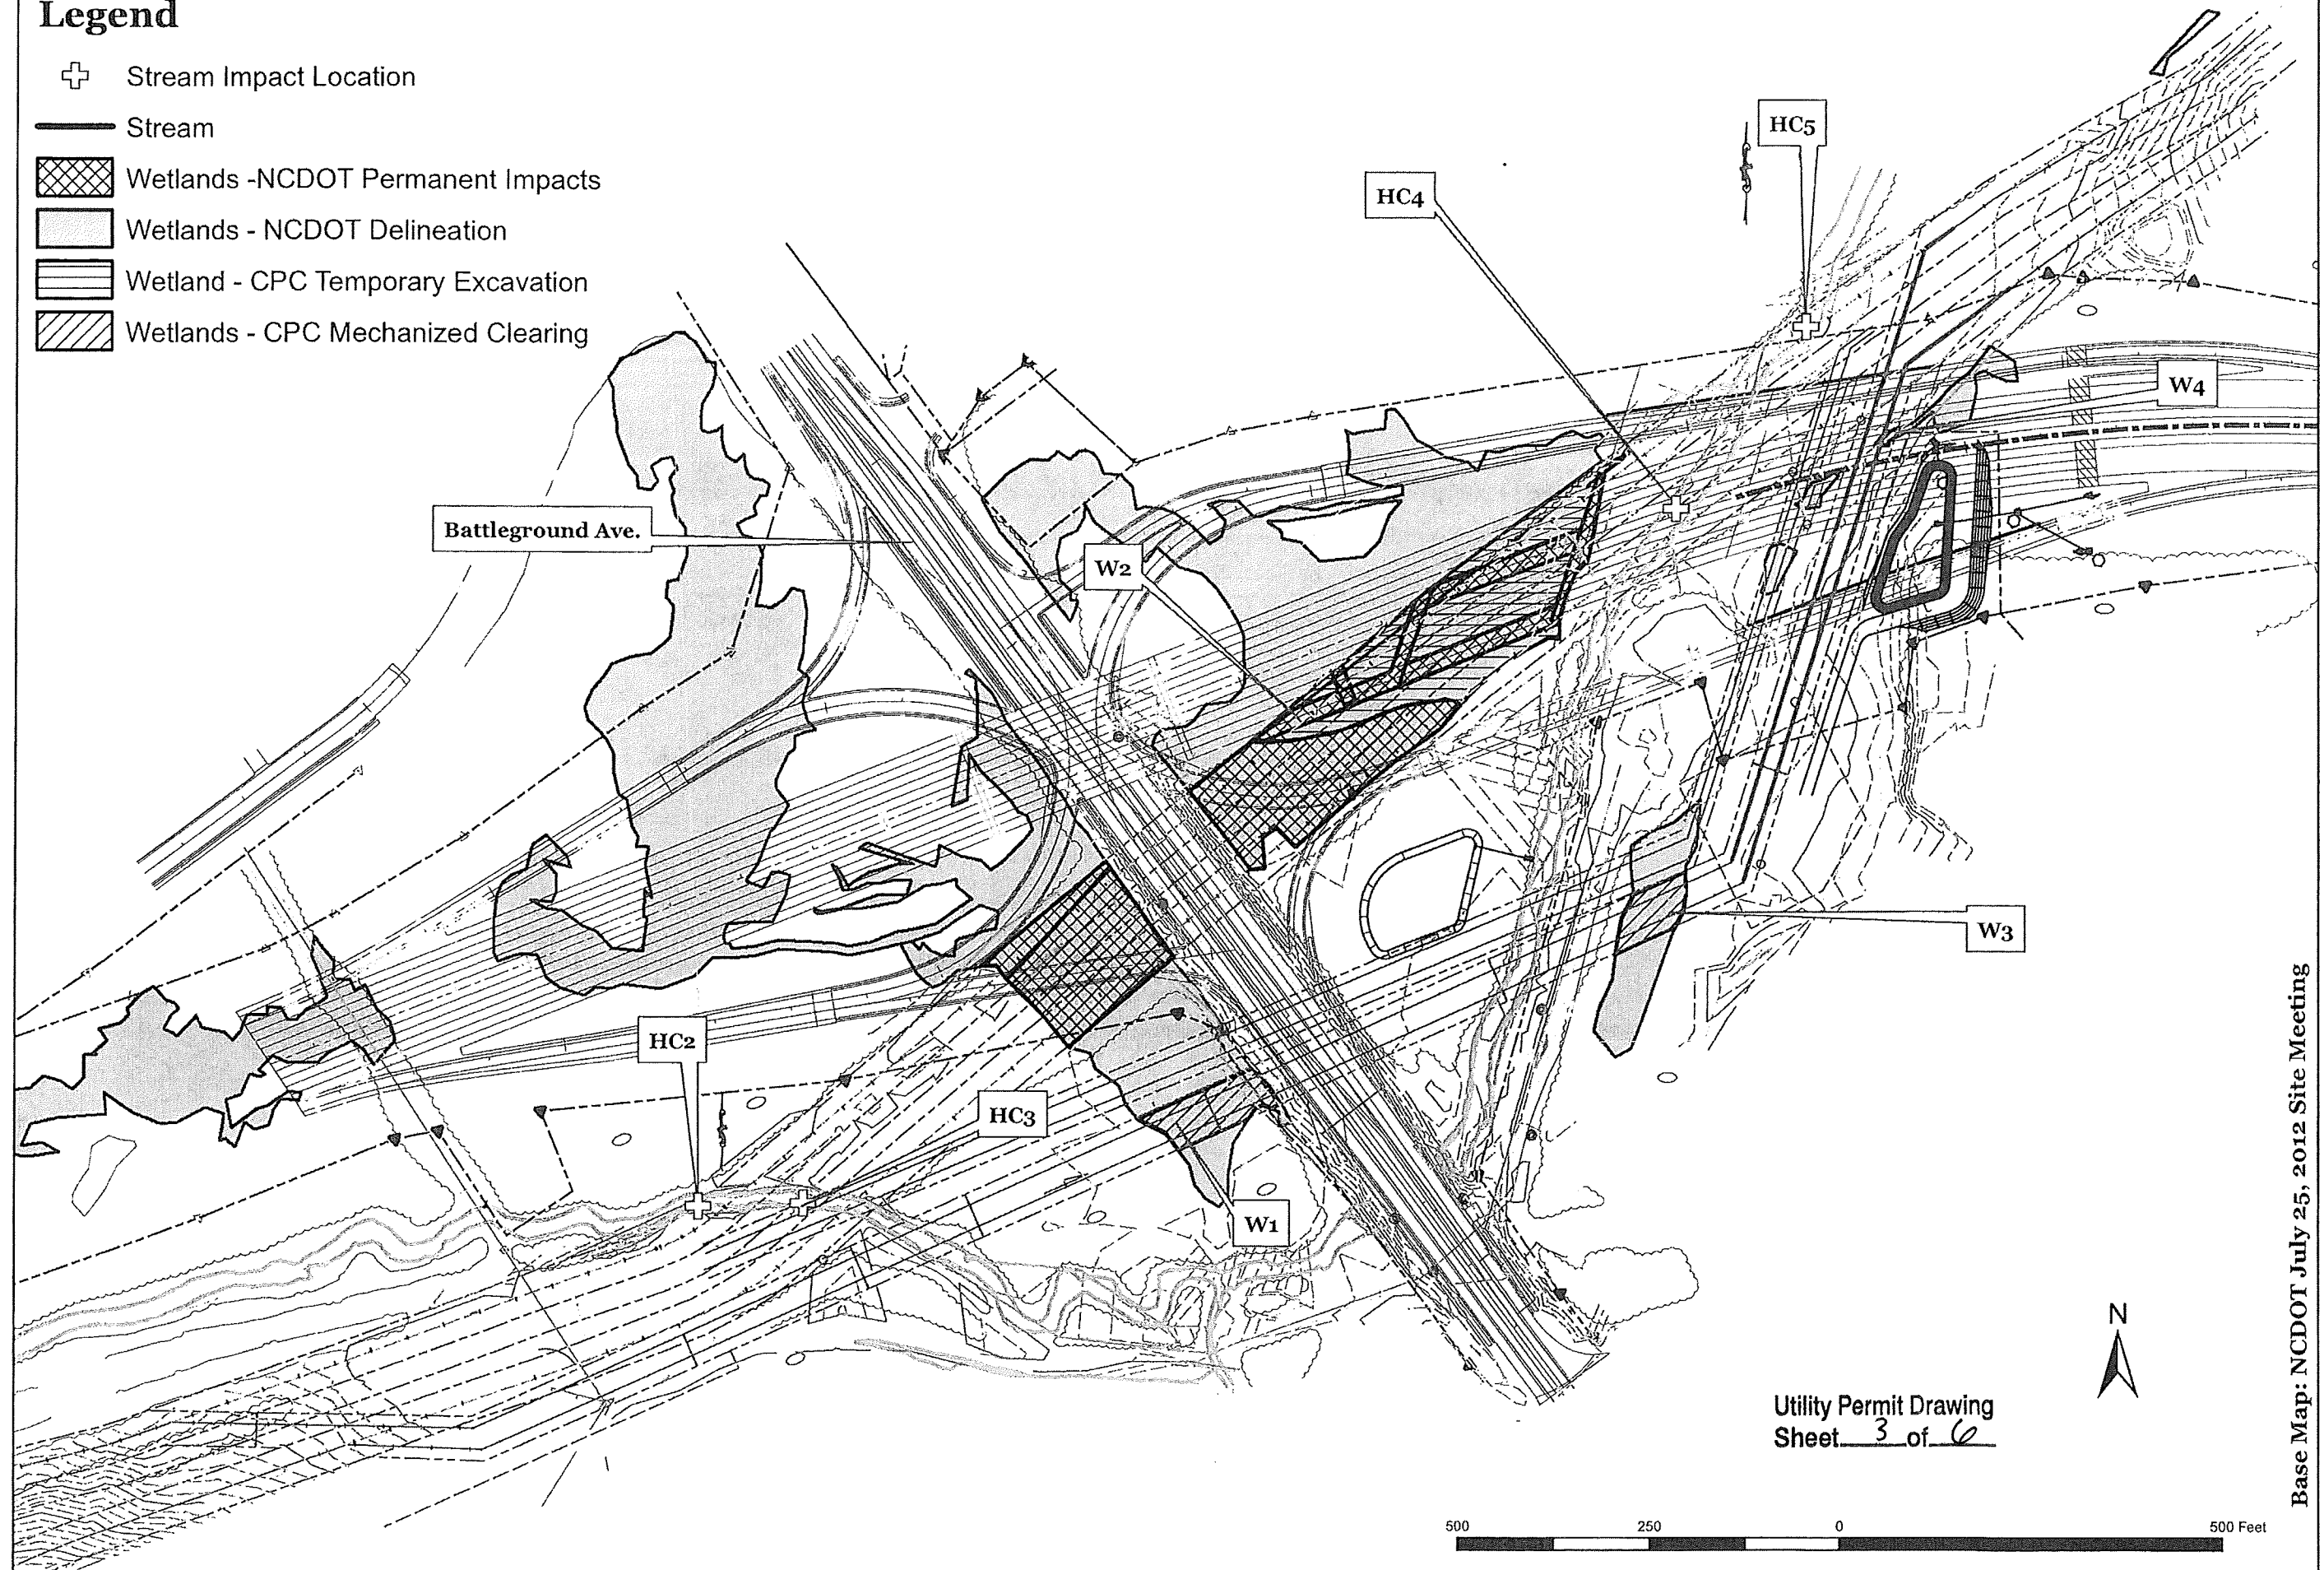 Legend
Stream Impact Location
Stream
Wetlands -NCDOT Permanent Impacts
Wetlands - NCDOT Delineation
Wetland - CPC Temporary Excavation
Wetlands - CPC Mechanized Clearing
HC5
HC4
W4
Battleground Ave.
W2
W3
HC2
HC3
W1
N
Utility Permit Drawing
Sheet 3 of 6
500 250 0 500 Feet
Base Map: NCDOT July 25, 2012 Site Meeting